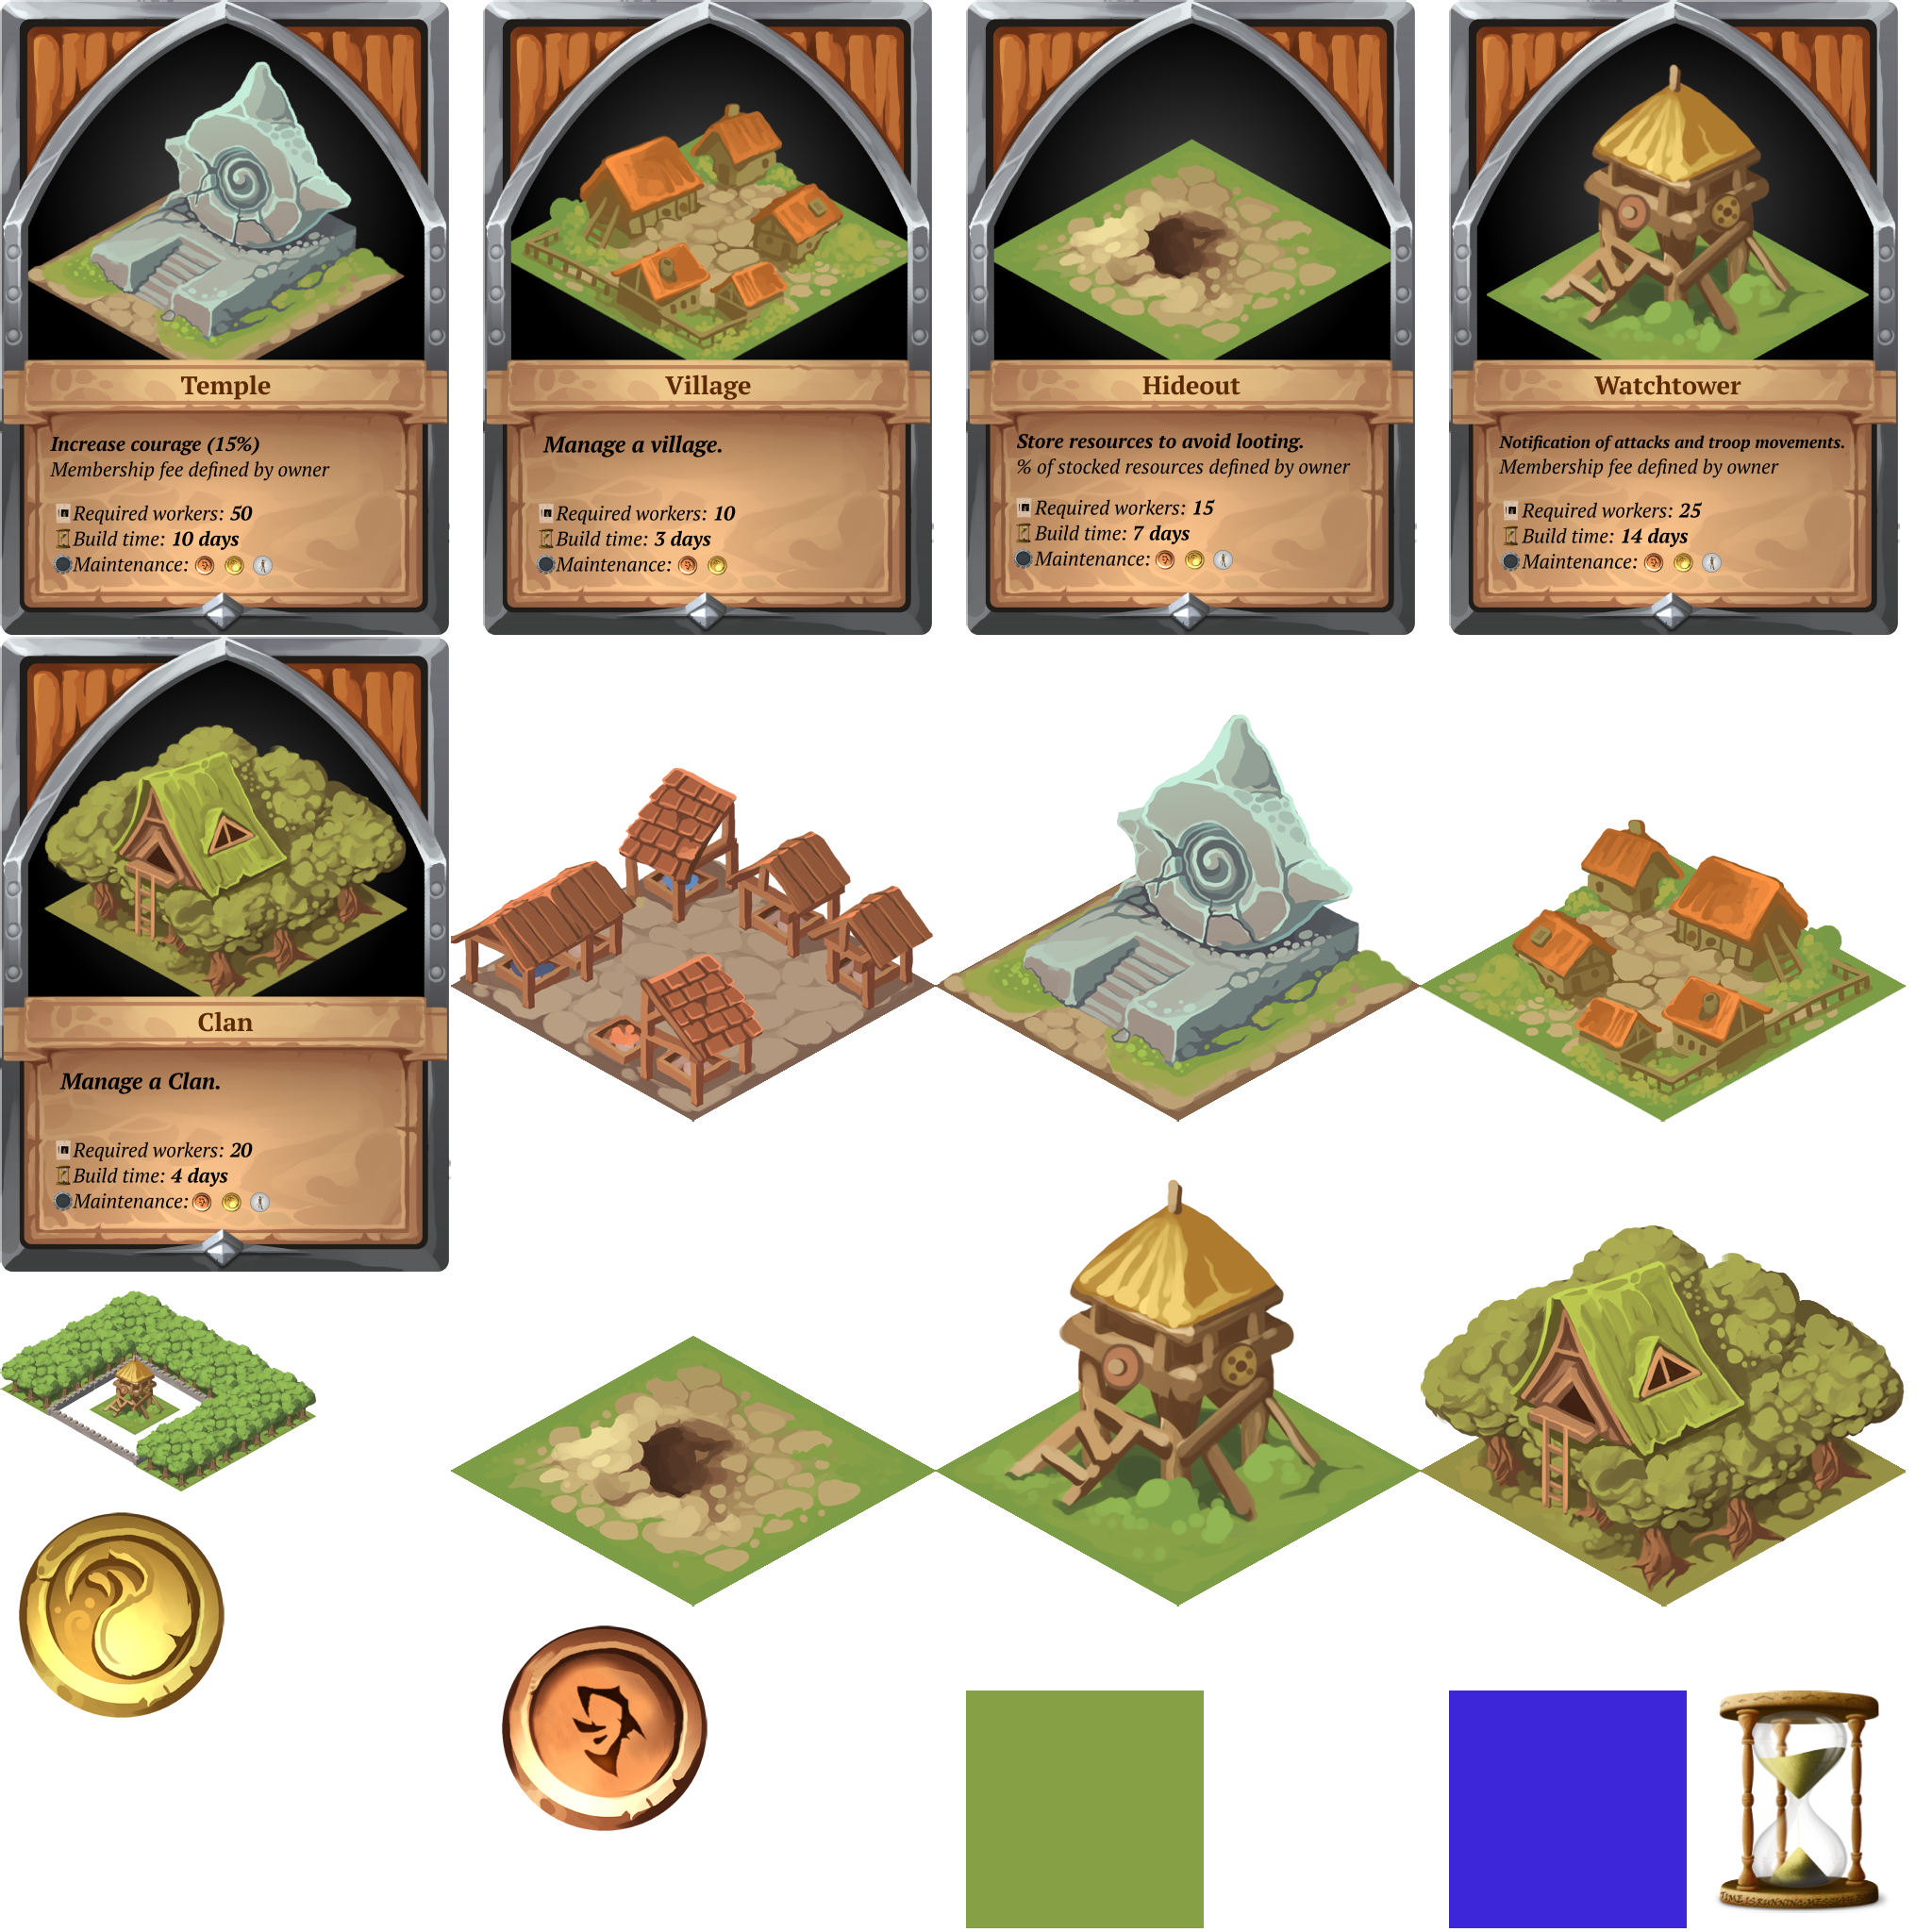 Temple
Increase courage (15%)
Membership fee defined by owner
Required workers: 50
Build time: 10 days
Maintenance:
Village
Manage a village.
Required workers: 10
Build time: 3 days
Maintenance:
Hideout
Store resources to avoid looting.
% of stocked resources defined by owner
Required workers: 15
Build time: 7 days
Maintenance:
Watchtower
Notification of attacks and troop movements.
Membership fee defined by owner
Required workers: 25
Build time: 14 days
Maintenance:
Clan
Manage a Clan.
Required workers: 20
Build time: 4 days
Maintenance:
TIME IS RUNNING